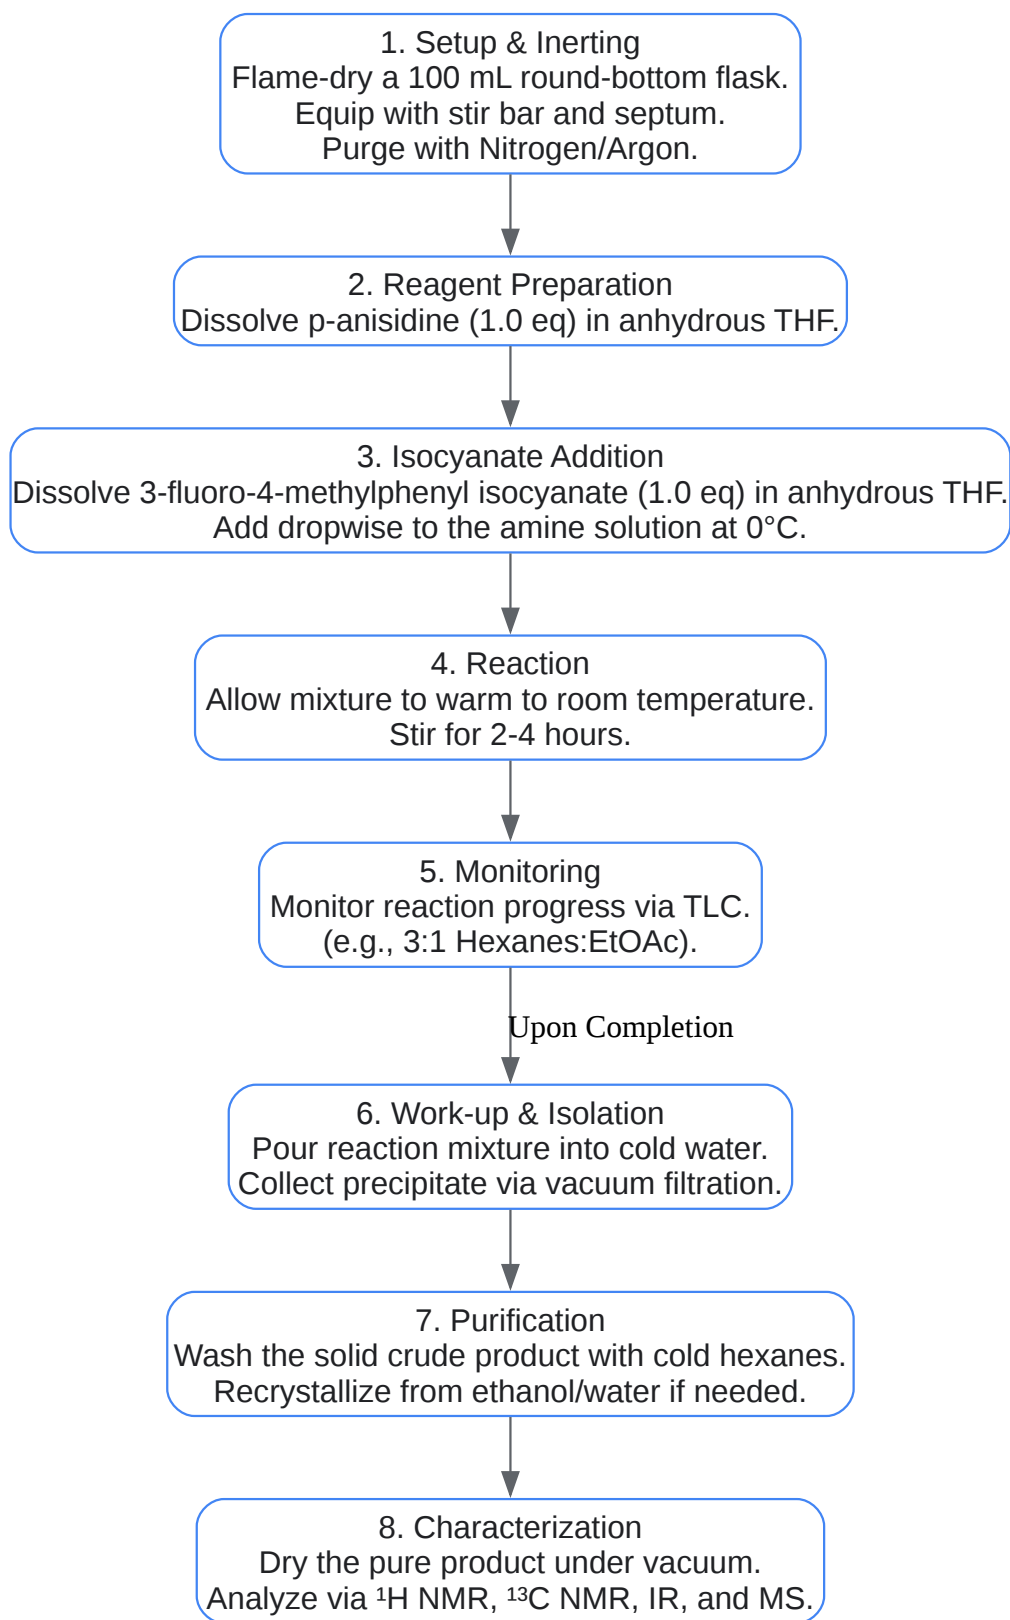 1. Setup & Inerting
Flame-dry a 100 mL round-bottom flask.
Equip with stir bar and septum.
Purge with Nitrogen/Argon.
2. Reagent Preparation
Dissolve p-anisidine (1.0 eq) in anhydrous THF.
3. Isocyanate Addition
Dissolve 3-fluoro-4-methylphenyl isocyanate (1.0 eq) in anhydrous THF.
Add dropwise to the amine solution at 0°C.
4. Reaction
Allow mixture to warm to room temperature.
Stir for 2-4 hours.
5. Monitoring
Monitor reaction progress via TLC.
(e.g., 3:1 Hexanes:EtOAc).
Upon Completion
6. Work-up & Isolation
Pour reaction mixture into cold water.
Collect precipitate via vacuum filtration.
7. Purification
Wash the solid crude product with cold hexanes.
Recrystallize from ethanol/water if needed.
8. Characterization
Dry the pure product under vacuum.
Analyze via ¹H NMR, ¹³C NMR, IR, and MS.